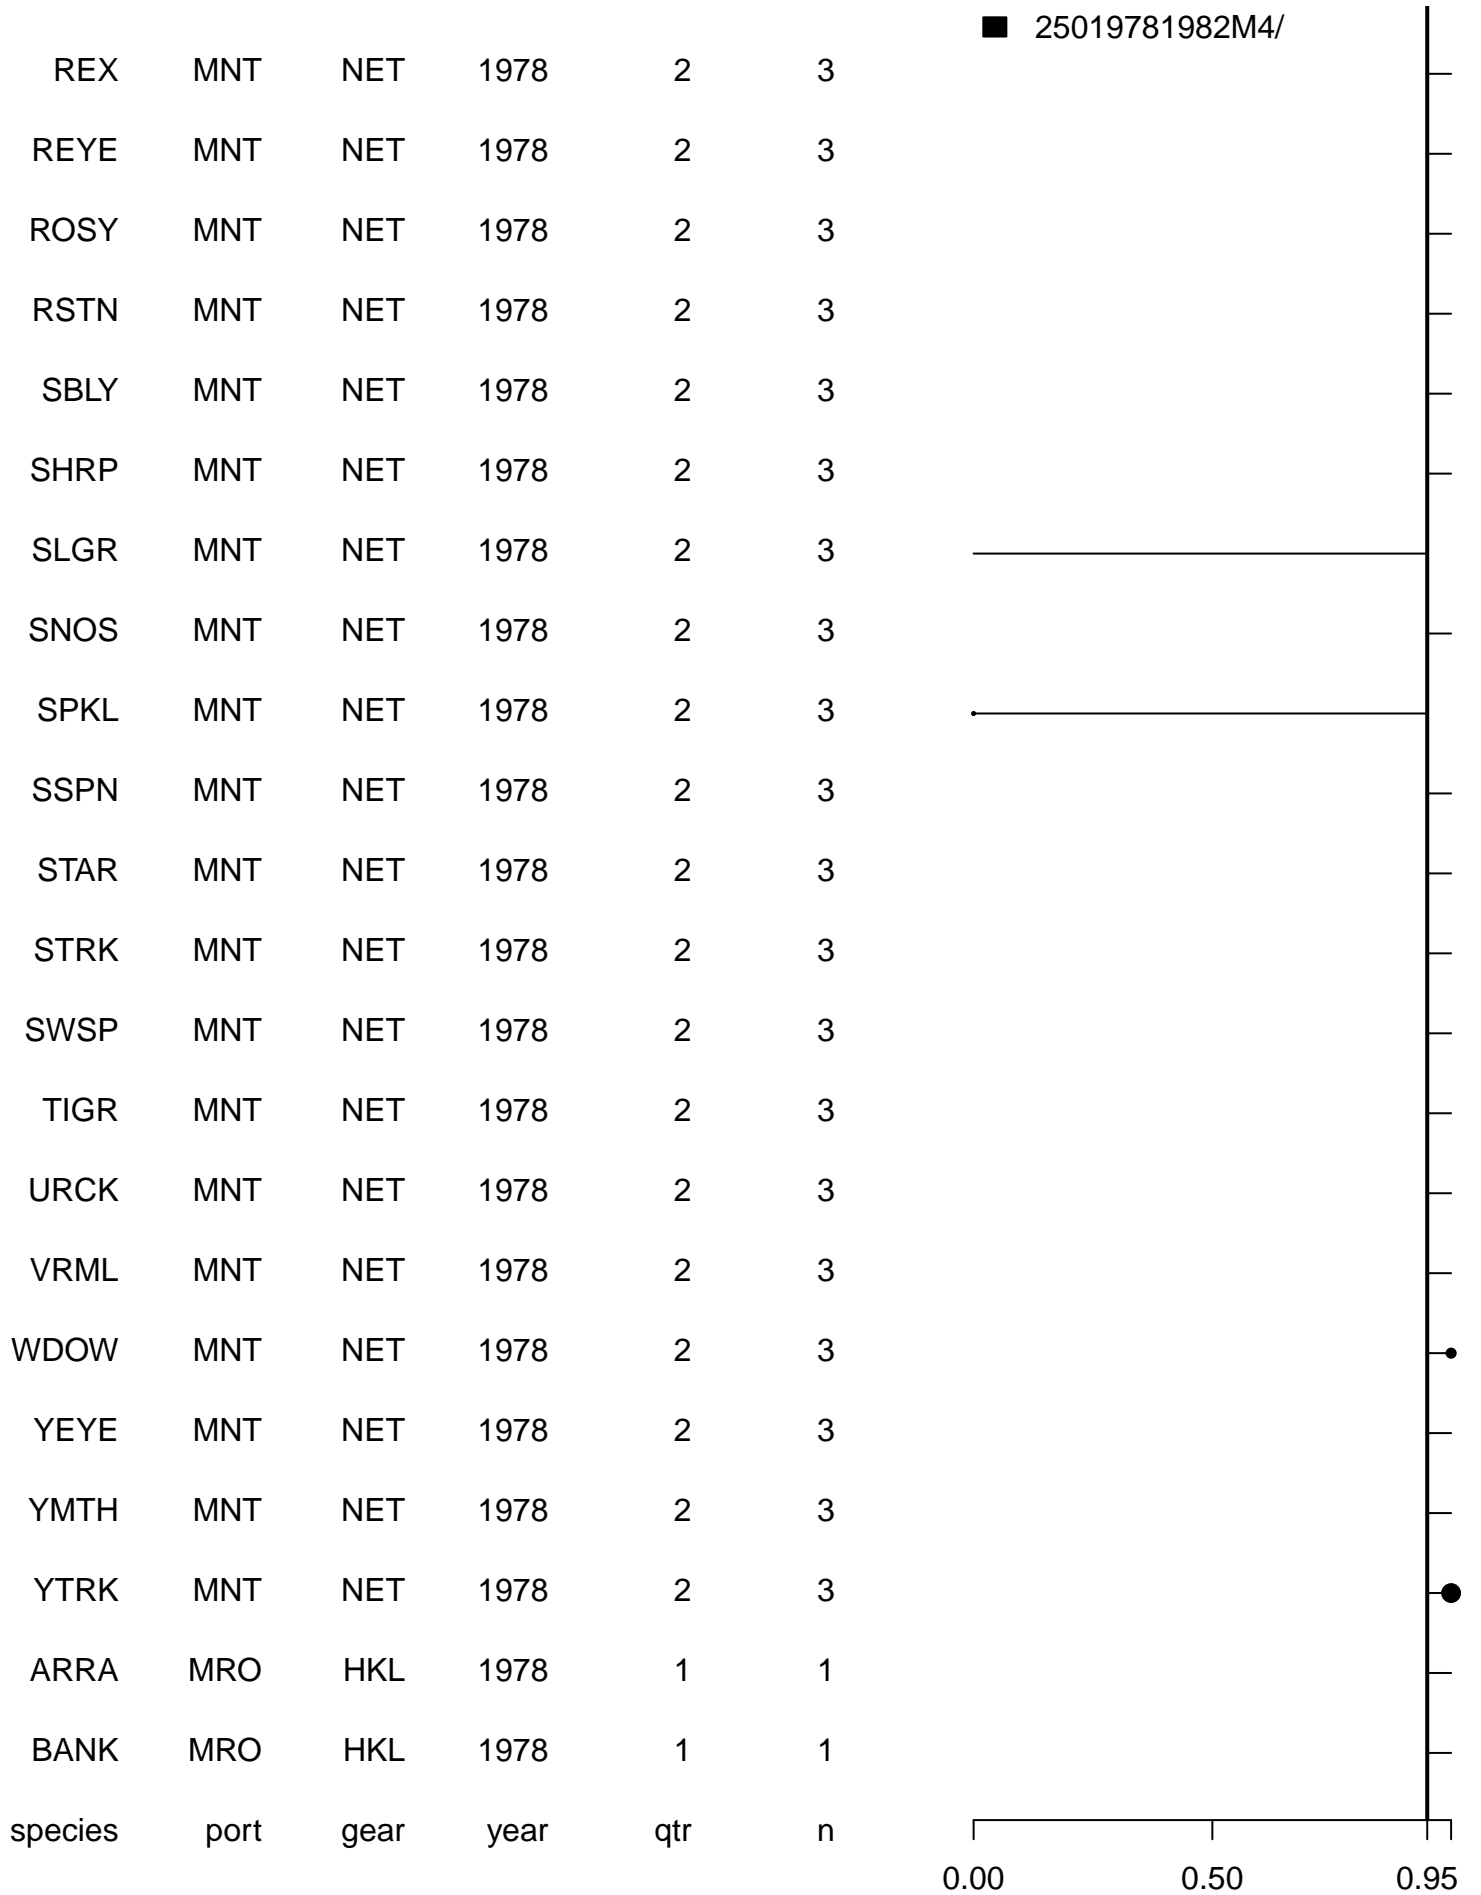 25019781982M4/
REX MNT NET 1978 2 3
REYE MNT NET 1978 2 3
ROSY MNT NET 1978 2 3
RSTN MNT NET 1978 2 3
SBLY MNT NET 1978 2 3
SHRP MNT NET 1978 2 3
SLGR MNT NET 1978 2 3
SNOS MNT NET 1978 2 3
SPKL MNT NET 1978 2 3
SSPN MNT NET 1978 2 3
STAR MNT NET 1978 2 3
STRK MNT NET 1978 2 3
SWSP MNT NET 1978 2 3
TIGR MNT NET 1978 2 3
URCK MNT NET 1978 2 3
VRML MNT NET 1978 2 3
WDOW MNT NET 1978 2 3
YEYE MNT NET 1978 2 3
YMTH MNT NET 1978 2 3
YTRK MNT NET 1978 2 3
ARRA MRO HKL 1978 1 1
BANK MRO HKL 1978 1 1
species port gear year qtr n
0.00 0.50 0.95